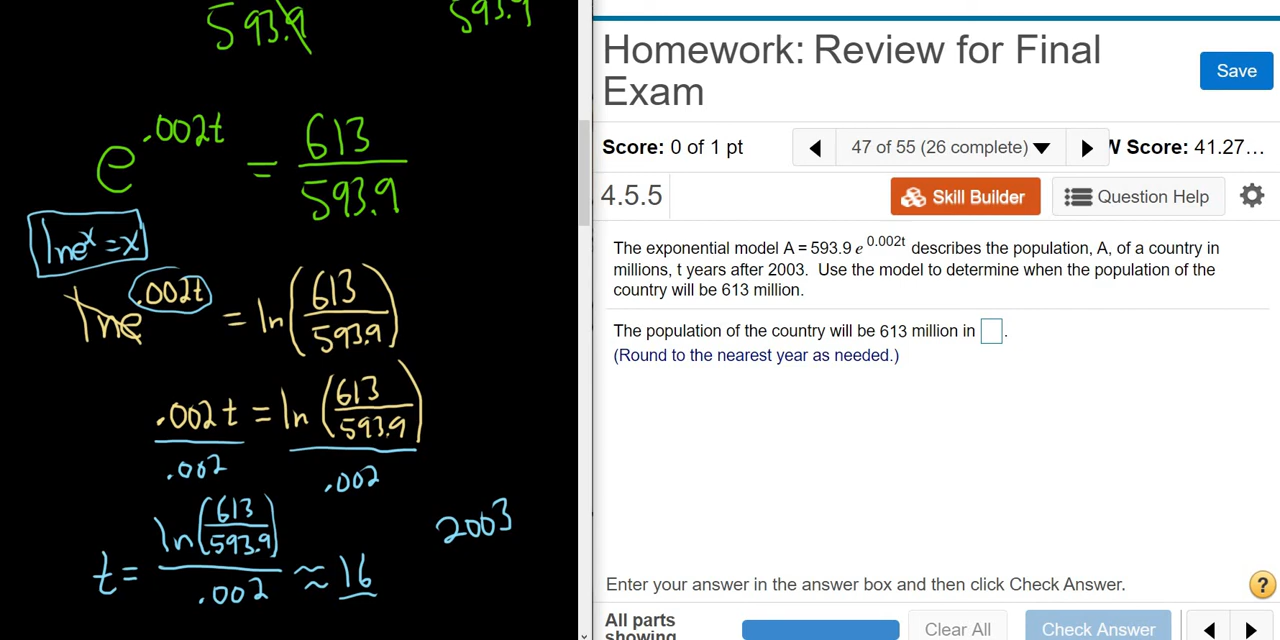 593.9
593.9
e^.002t = 613/593.9
lne^x = x
lne^.002t = ln(613/593.9)
.002t = ln(613/593.9)
.002 .002
t = ln(613/593.9)/.002 ≈ 16
2003
Homework: Review for Final
Exam
Save
Score: 0 of 1 pt
47 of 55 (26 complete)
W Score: 41.27…
4.5.5
Skill Builder
Question Help
The exponential model A = 593.9 e^0.002t describes the population, A, of a country in
millions, t years after 2003. Use the model to determine when the population of the
country will be 613 million.
The population of the country will be 613 million in .
(Round to the nearest year as needed.)
Enter your answer in the answer box and then click Check Answer.
?
All parts
showing
Clear All
Check Answer